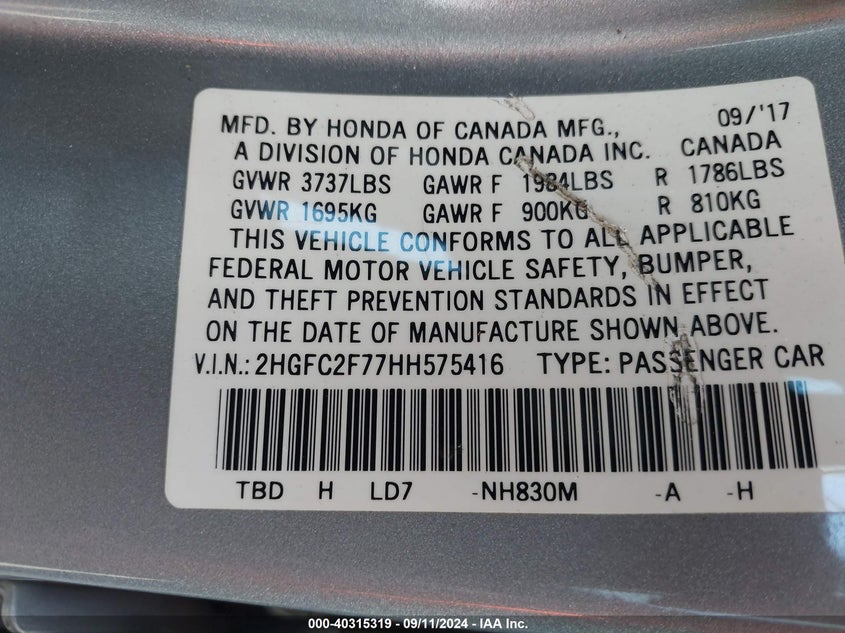 MFD. BY HONDA OF CANADA MFG., 09/'17
A DIVISION OF HONDA CANADA INC. CANADA
GVWR 3737LBS GAWR F 1984LBS R 1786LBS
GVWR 1695KG GAWR F 900KG R 810KG
THIS VEHICLE CONFORMS TO ALL APPLICABLE
FEDERAL MOTOR VEHICLE SAFETY, BUMPER,
AND THEFT PREVENTION STANDARDS IN EFFECT
ON THE DATE OF MANUFACTURE SHOWN ABOVE.
V.I.N.: 2HGFC2F77HH575416 TYPE: PASSENGER CAR
TBD H LD7 -NH830M -A -H
000-40315319 - 09/11/2024 - IAA Inc.